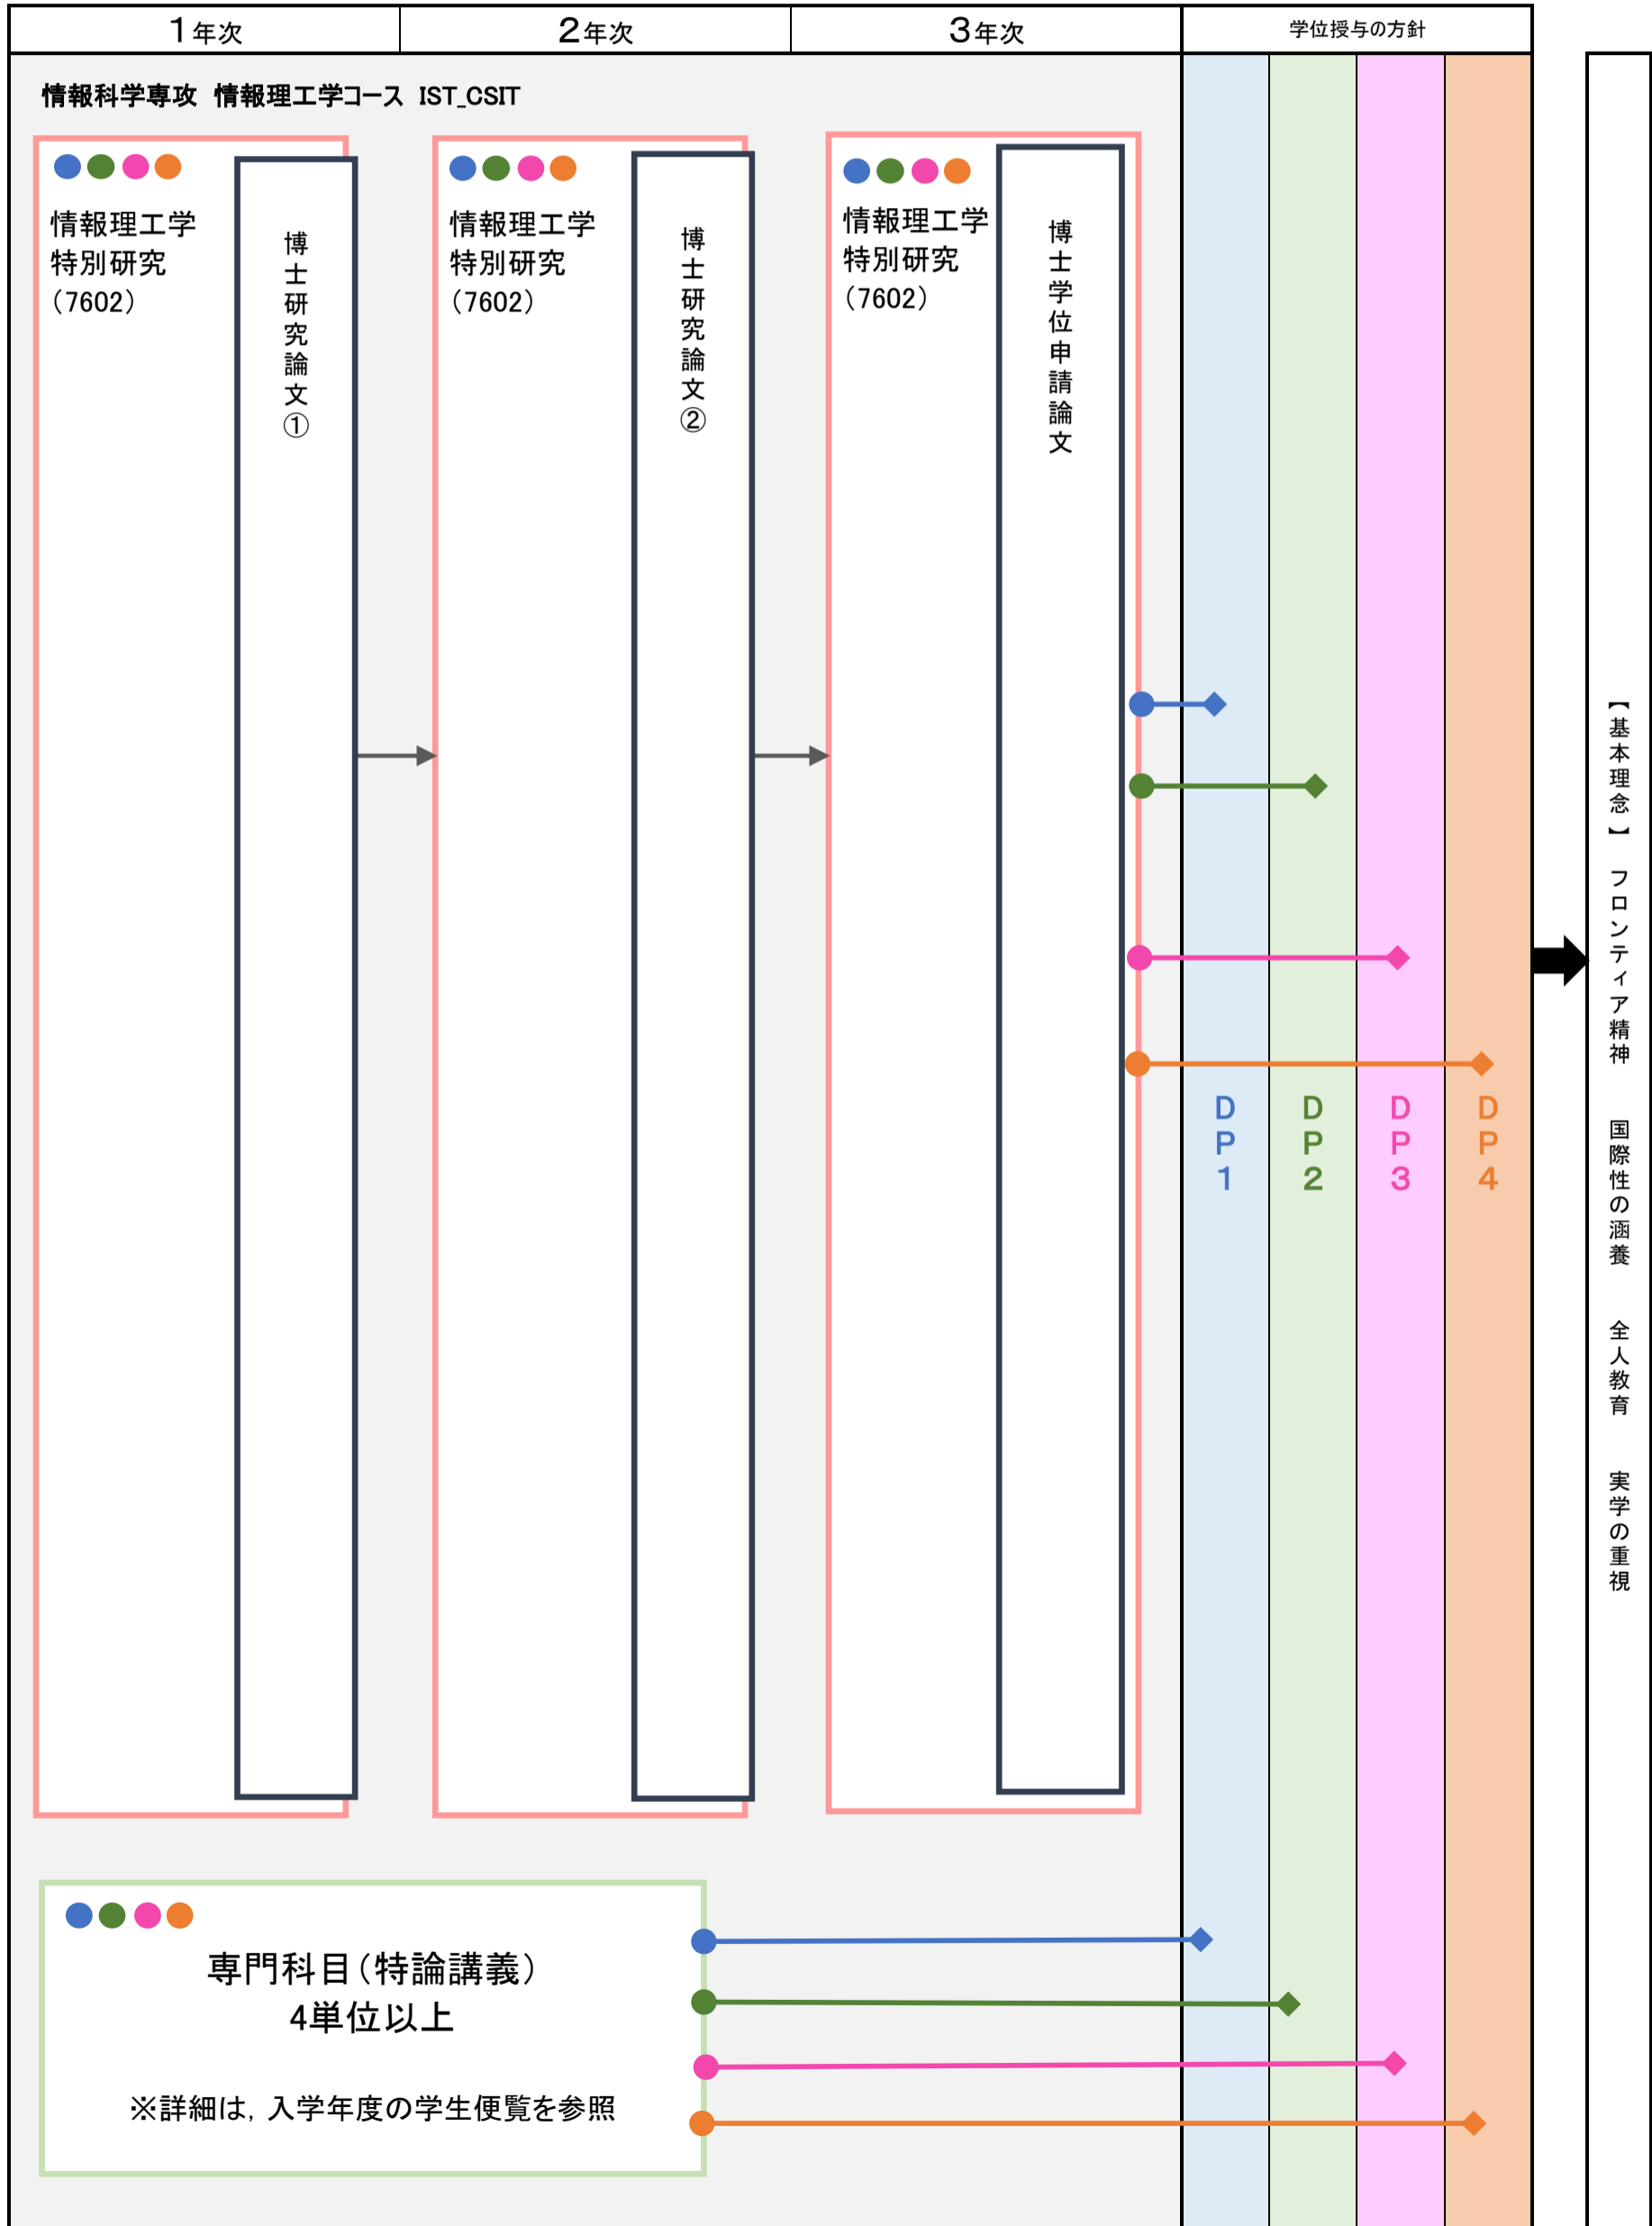 1年次
2年次
3年次
学位授与の方針
情報科学専攻 情報理工学コース IST_CSIT
情報理工学
特別研究
(7602)
博士研究論文①
情報理工学
特別研究
(7602)
博士研究論文②
情報理工学
特別研究
(7602)
博士学位申請論文
DP1
DP2
DP3
DP4
【基本理念】 フロンティア精神 国際性の涵養 全人教育 実学の重視
専門科目(特論講義)
4単位以上
※詳細は, 入学年度の学生便覧を参照